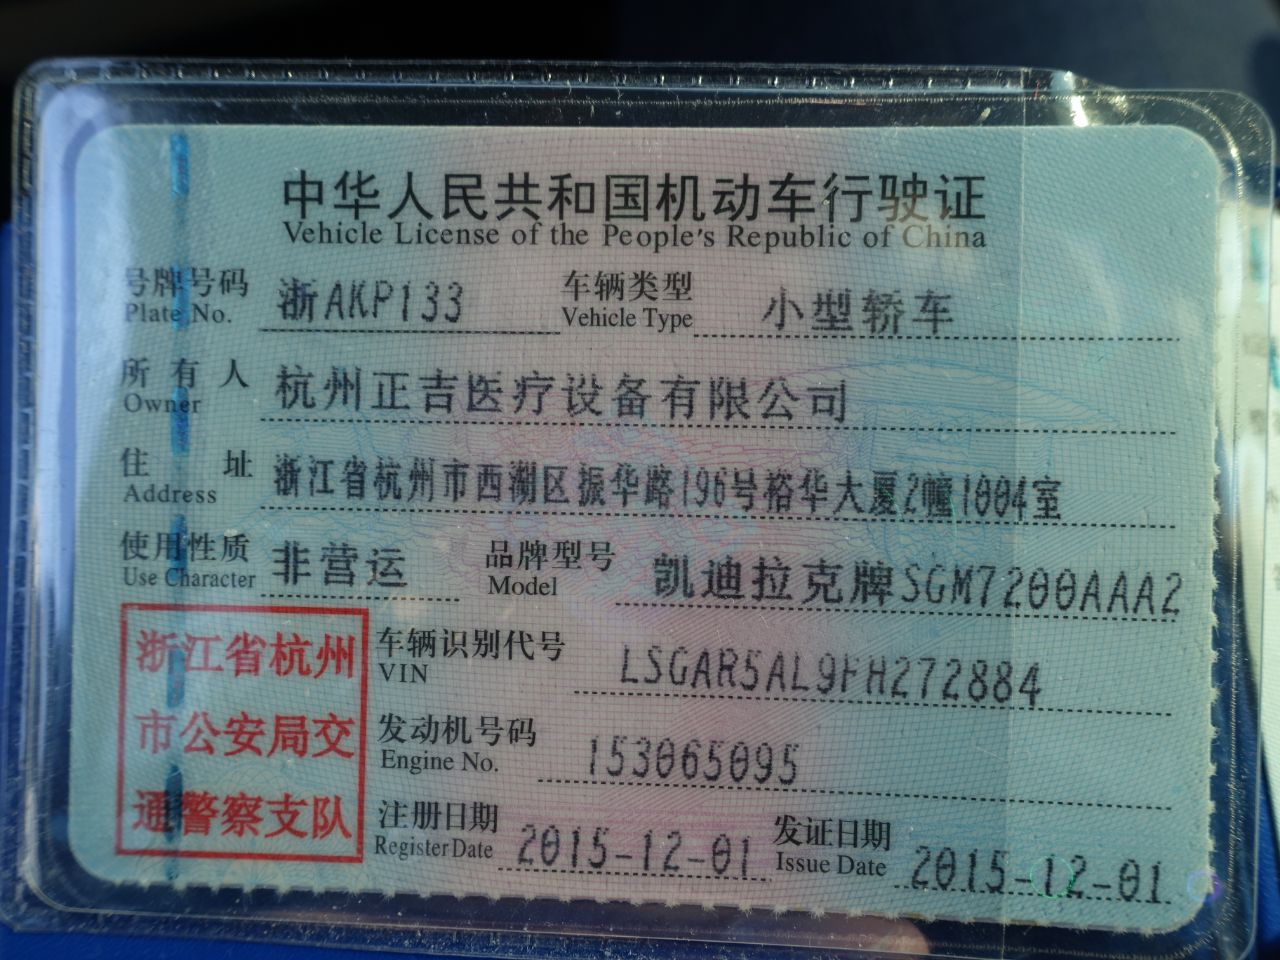 中华人民共和国机动车行驶证
Vehicle License of the People's Republic of China
号牌号码 浙AKP133 车辆类型 小型轿车
Plate No. Vehicle Type
所有人 杭州正吉医疗设备有限公司
Owner
住址 浙江省杭州市西湖区振华路196号裕华大厦2幢1004室
Address
使用性质 非营运 品牌型号 凯迪拉克牌SGM7200AAA2
Use Character Model
浙江省杭州
市公安局交
通警察支队
车辆识别代号 LSGAR5AL9FH272884
VIN
发动机号码 153065095
Engine No.
注册日期 2015-12-01 发证日期 2015-12-01
Register Date Issue Date